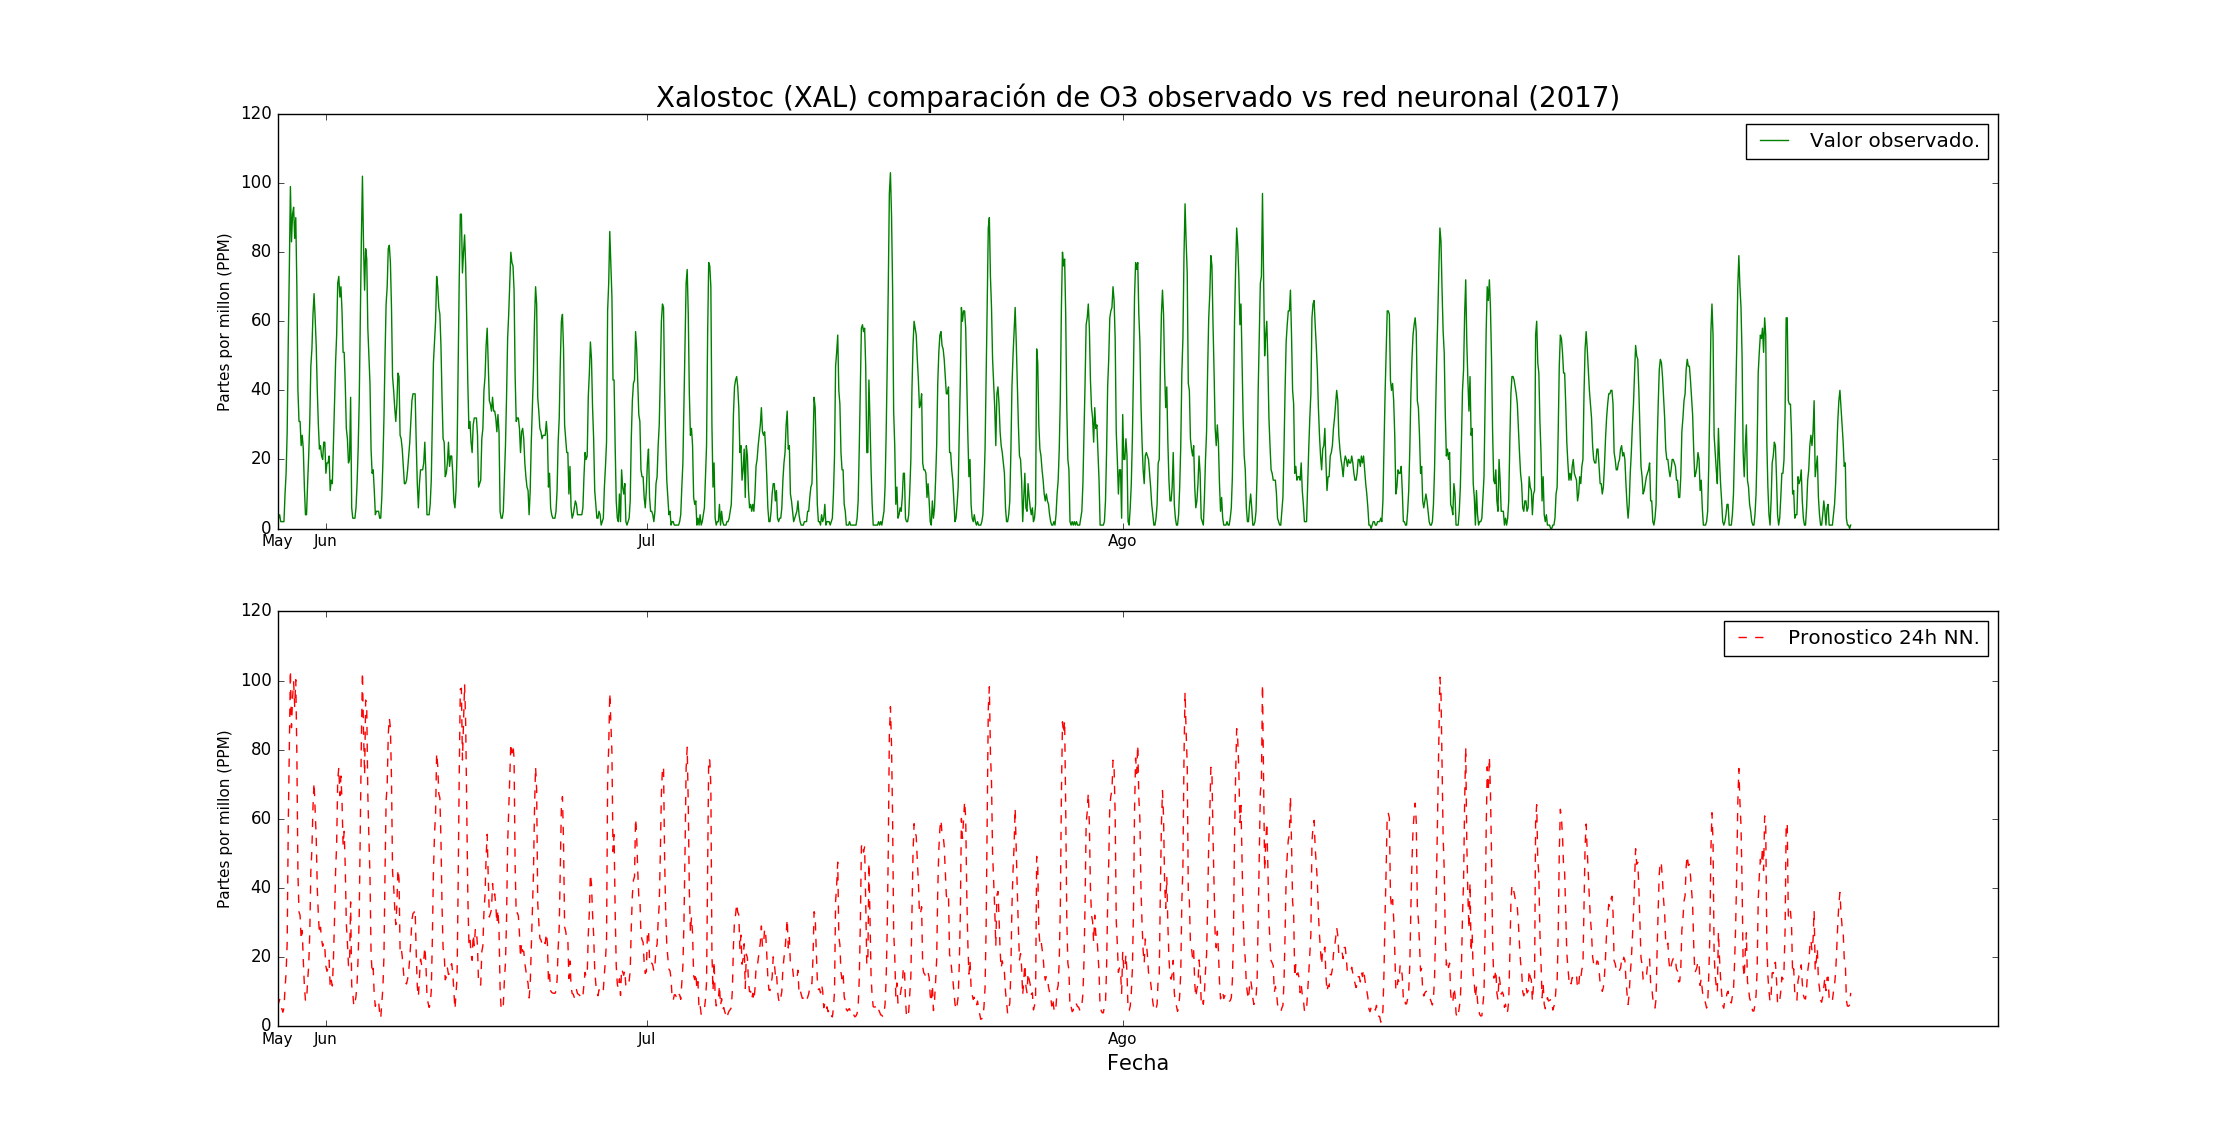 Xalostoc (XAL) comparación de O3 observado vs red neuronal (2017)
120
100
80
60
40
20
0
Partes por millon (PPM)
Valor observado.
May Jun Jul Ago
120
100
80
60
40
20
0
Partes por millon (PPM)
Pronostico 24h NN.
May Jun Jul Ago
Fecha